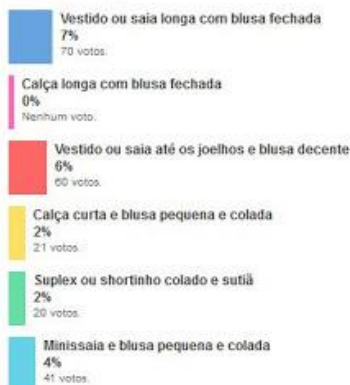 Vestido ou saia longa com blusa fechada
7%
70 votos.
Calça longa com blusa fechada
0%
Nenhum voto.
Vestido ou saia até os joelhos e blusa decente
6%
60 votos.
Calça curta e blusa pequena e colada
2%
21 votos.
Suplex ou shortinho colado e sutiã
2%
20 votos.
Minissaia e blusa pequena e colada
4%
41 votos.